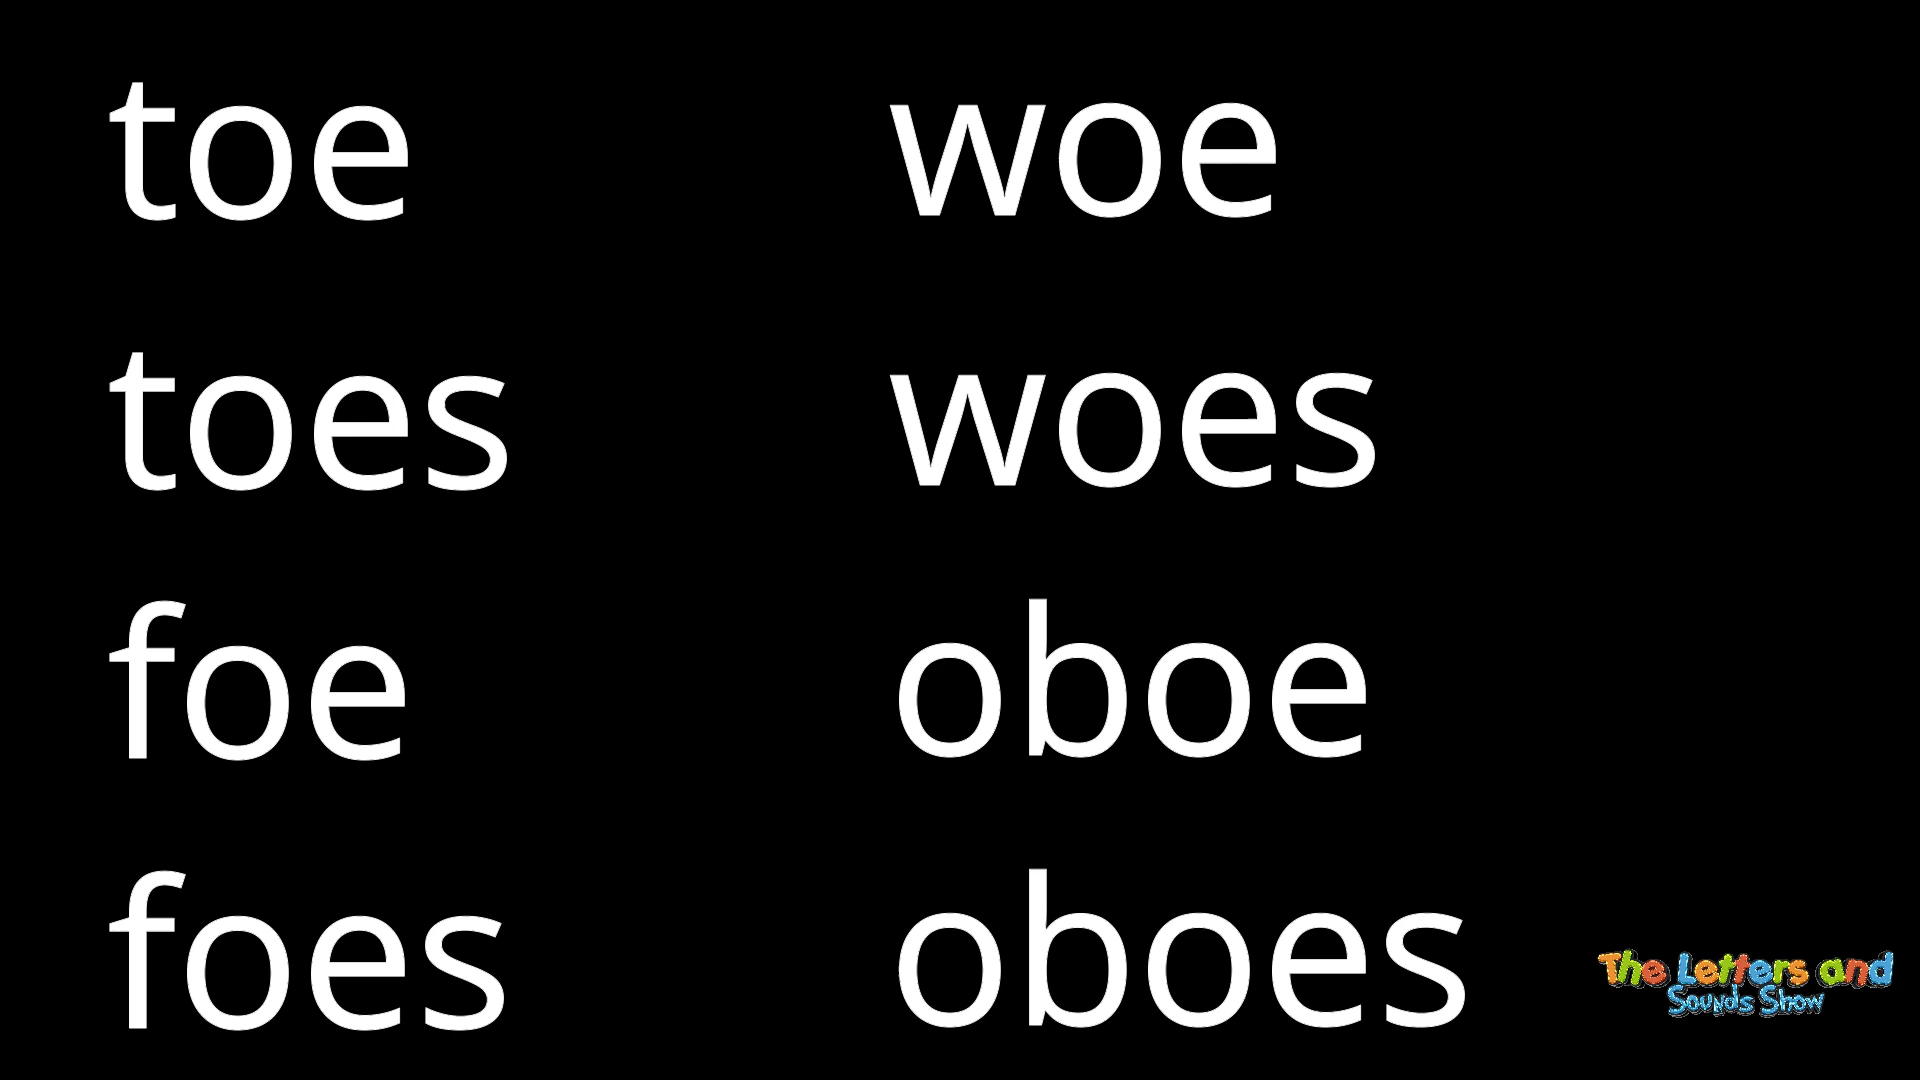 toe
toes
foe
foes
woe
woes
oboe
oboes
The Letters and
Sounds Show